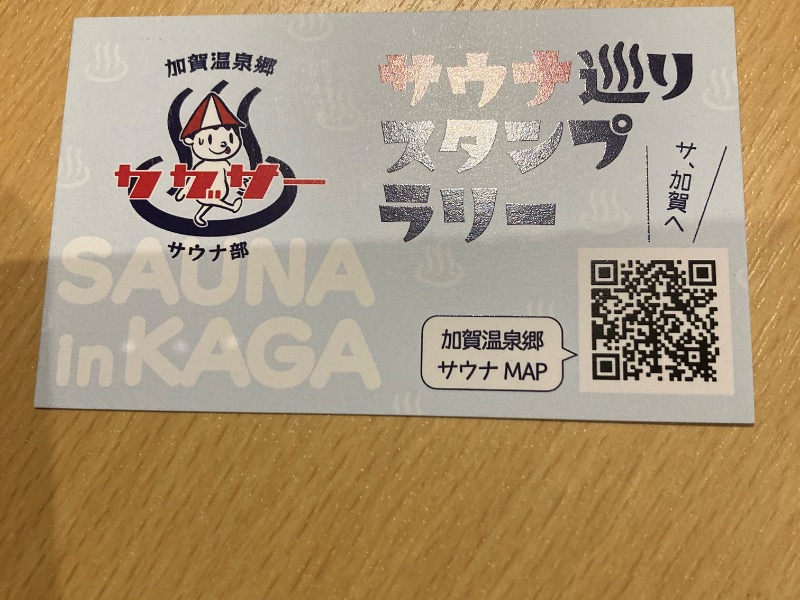 加賀温泉郷
カガサー
サウナ部
SAUNA
in KAGA
サウナ巡り
スタンプ
ラリー
サ、加賀へ
加賀温泉郷
サウナ MAP